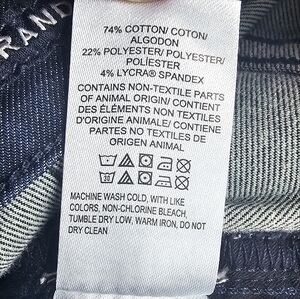 RAND
74% COTTON/ COTON/
ALGODON
22% POLYESTER/ POLYESTER/
POLÍESTER
4% LYCRA® SPANDEX
CONTAINS NON-TEXTILE PARTS
OF ANIMAL ORIGIN/ CONTIENT
DES ÉLÉMENTS NON TEXTILES
D'ORIGINE ANIMALE/ CONTIENE
PARTES NO TEXTILES DE
ORIGEN ANIMAL
MACHINE WASH COLD, WITH LIKE
COLORS, NON-CHLORINE BLEACH,
TUMBLE DRY LOW, WARM IRON, DO NOT
DRY CLEAN